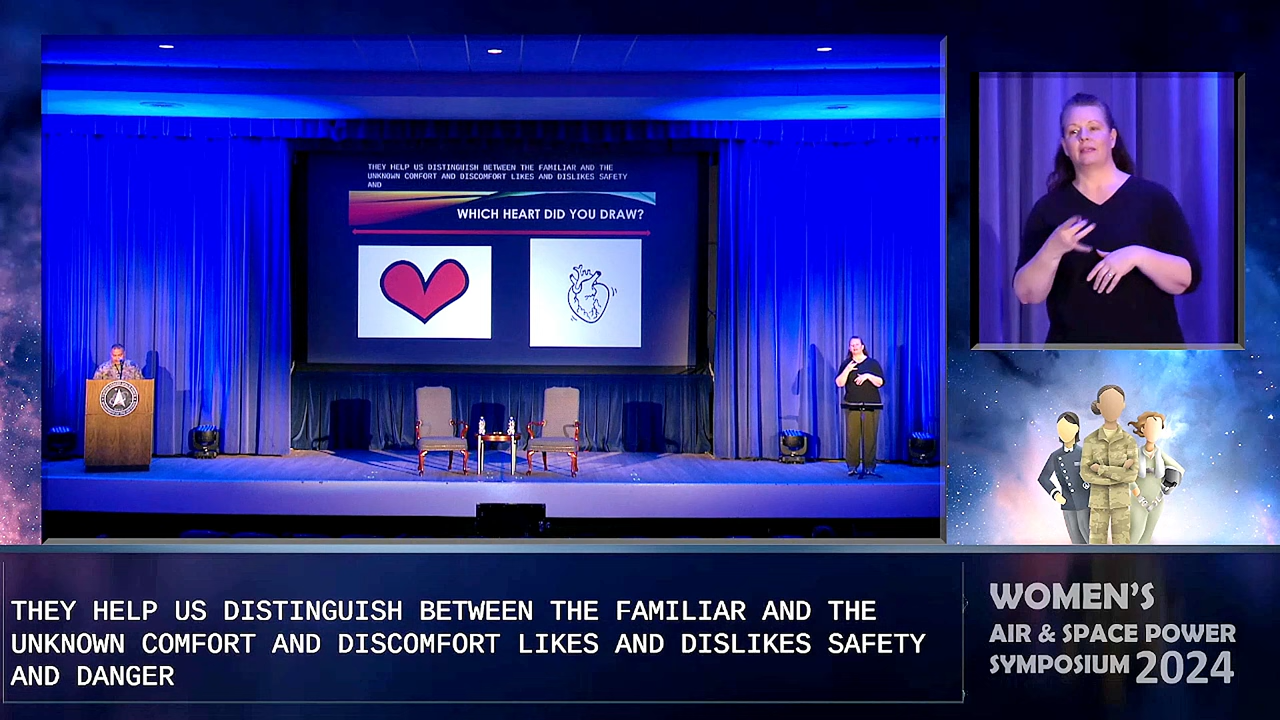 THEY HELP US DISTINGUISH BETWEEN THE FAMILIAR AND THE
UNKNOWN COMFORT AND DISCOMFORT LIKES AND DISLIKES SAFETY
AND
WHICH HEART DID YOU DRAW?
THEY HELP US DISTINGUISH BETWEEN THE FAMILIAR AND THE
UNKNOWN COMFORT AND DISCOMFORT LIKES AND DISLIKES SAFETY
AND DANGER
WOMEN'S
AIR & SPACE POWER
SYMPOSIUM 2024